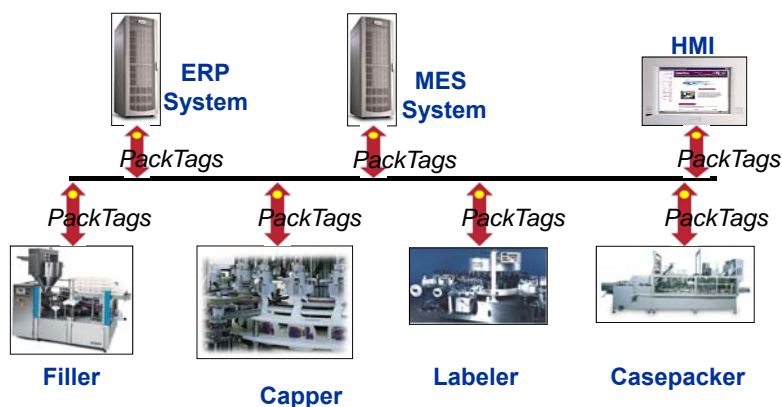 ERP
System
MES
System
HMI
PackTags
PackTags
PackTags
PackTags
PackTags
PackTags
PackTags
Filler
Capper
Labeler
Casepacker